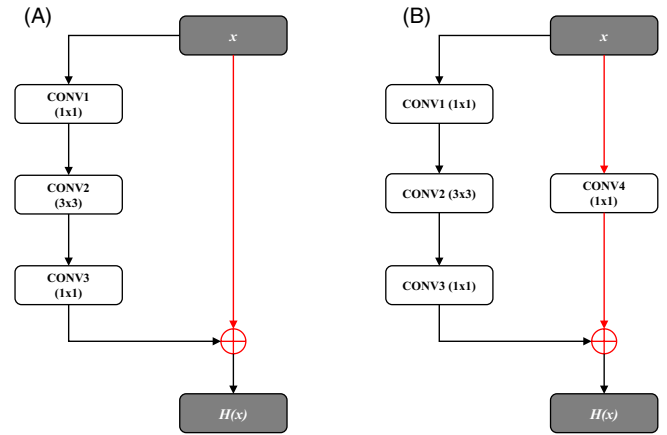 (A)
x
CONV1
(1x1)
CONV2
(3x3)
CONV3
(1x1)
H(x)
(B)
x
CONV1 (1x1)
CONV2 (3x3)
CONV4
(1x1)
CONV3 (1x1)
H(x)